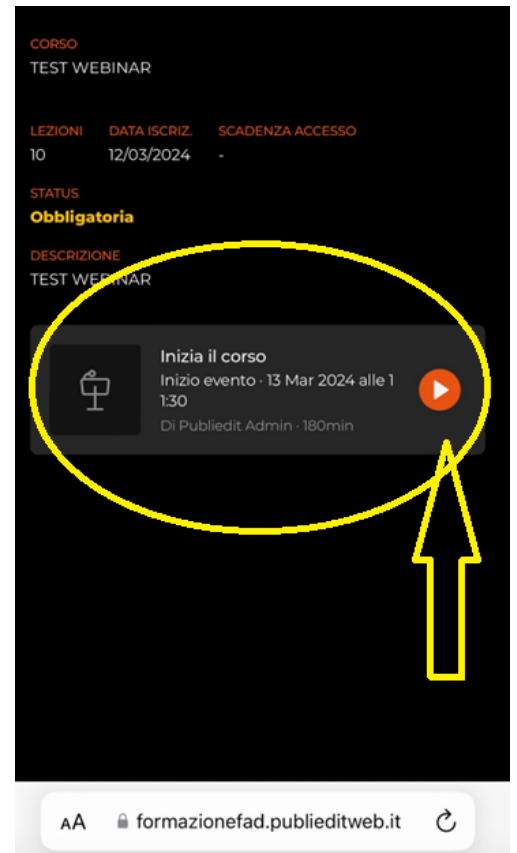 CORSO
TEST WEBINAR
LEZIONI DATA ISCRIZ. SCADENZA ACCESSO
10 12/03/2024 -
STATUS
Obbligatoria
DESCRIZIONE
TEST WEBINAR
Inizia il corso
Inizio evento · 13 Mar 2024 alle 1
1:30
Di Publiedit Admin · 180min
AA formazionefad.publieditweb.it